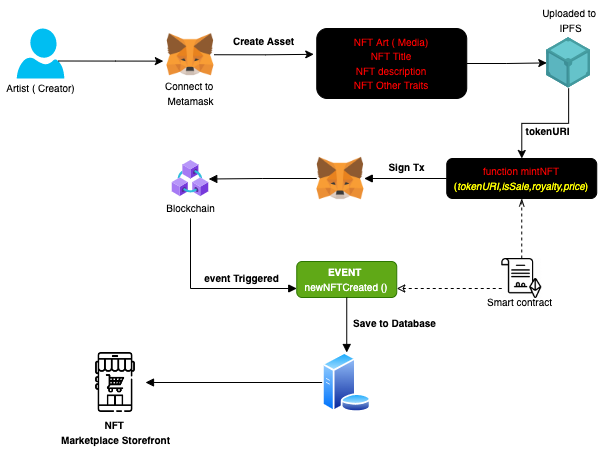 Uploaded to
IPFS
Create Asset
NFT Art ( Media)
NFT Title
NFT description
NFT Other Traits
Artist ( Creator)
Connect to
Metamask
tokenURI
function mintNFT
(tokenURI,isSale,royalty,price)
Sign Tx
Blockchain
event Triggered
EVENT
newNFTCreated ()
Smart contract
Save to Database
NFT
Marketplace Storefront